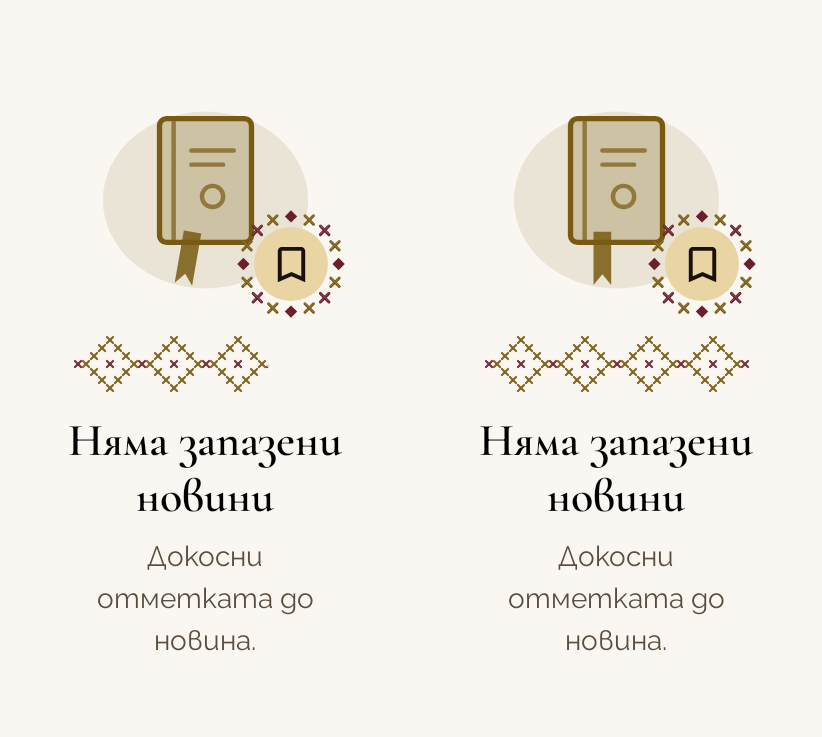 Няма запазени
новини
Докосни
отметката до
новина.
Няма запазени
новини
Докосни
отметката до
новина.